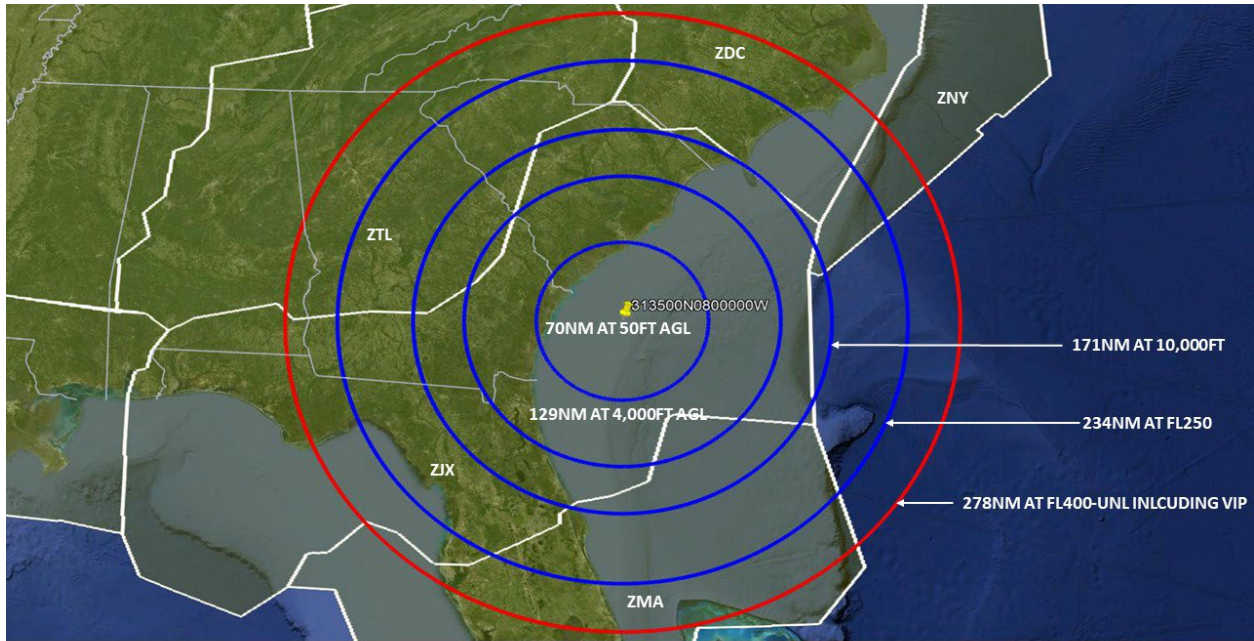 ZDC
ZNY
ZTL
313500N0800000W
70NM AT 50FT AGL
171NM AT 10,000FT
129NM AT 4,000FT AGL
234NM AT FL250
ZJX
278NM AT FL400-UNL INLCUDING VIP
ZMA